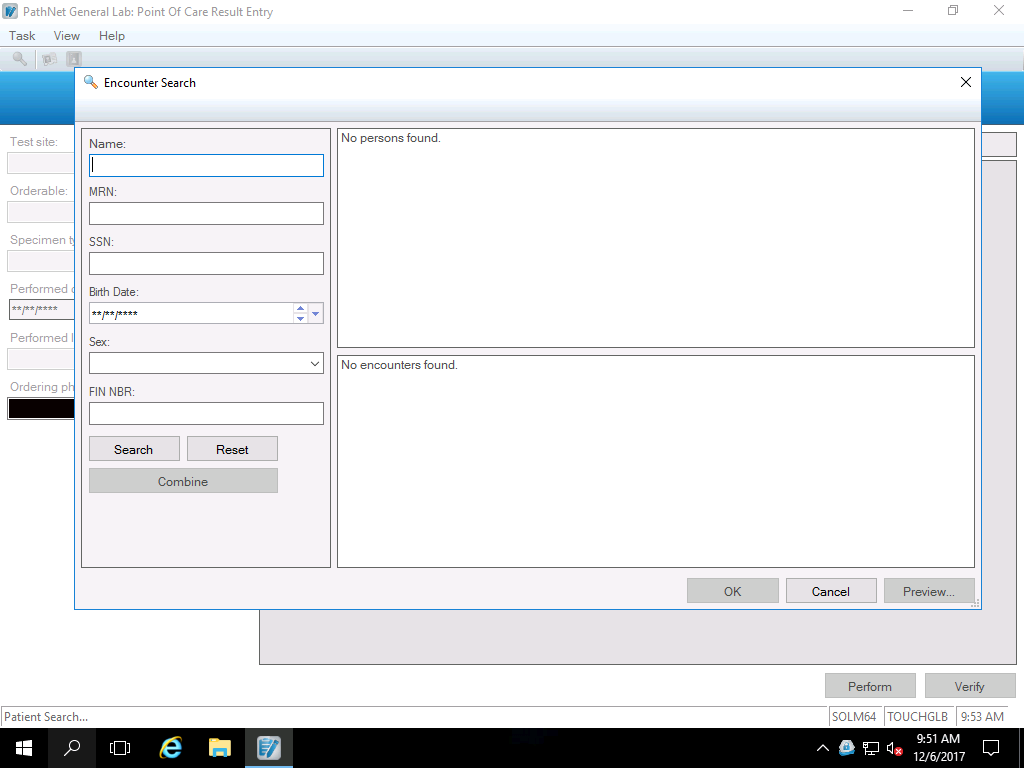 PathNet General Lab: Point Of Care Result Entry
Task View Help
Encounter Search
Test site:
Orderable:
Specimen ty
Performed
**/**/****
Performed
Ordering ph
Name:
MRN:
SSN:
Birth Date:
**/**/****
Sex:
FIN NBR:
Search Reset
Combine
No persons found.
No encounters found.
OK Cancel Preview...
Perform Verify
Patient Search... SOLM64 TOUCHGLB 9:53 AM
9:51 AM
12/6/2017